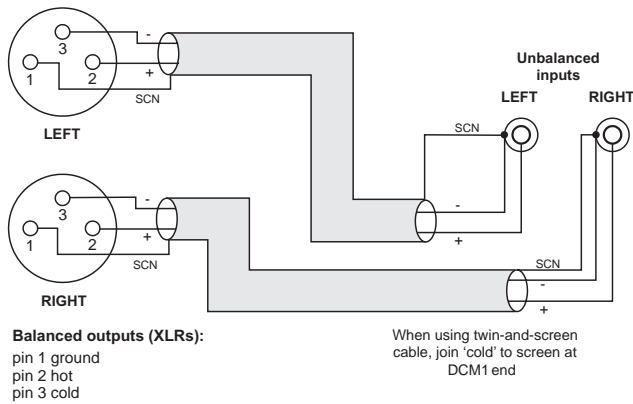 3
-
1
2
+
SCN
LEFT
Unbalanced
inputs
LEFT
RIGHT
SCN
-
+
3
-
1
2
+
SCN
RIGHT
SCN
-
+
Balanced outputs (XLRs):
pin 1 ground
pin 2 hot
pin 3 cold
When using twin-and-screen
cable, join ‘cold’ to screen at
DCM1 end